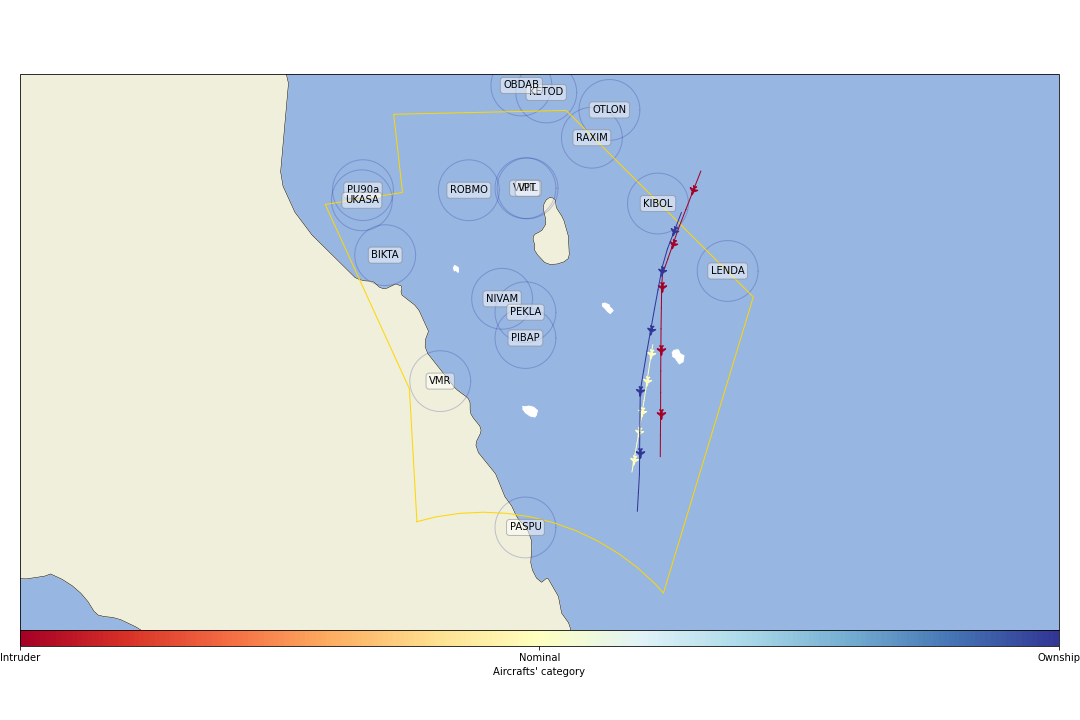 OBDAB
KETOD
OTLON
RAXIM
PU90a
ROBMO
VPT
UKASA
KIBOL
BIKTA
LENDA
NIVAM
PEKLA
PIBAP
VMR
PASPU
Intruder
Nominal
Ownship
Aircrafts' category